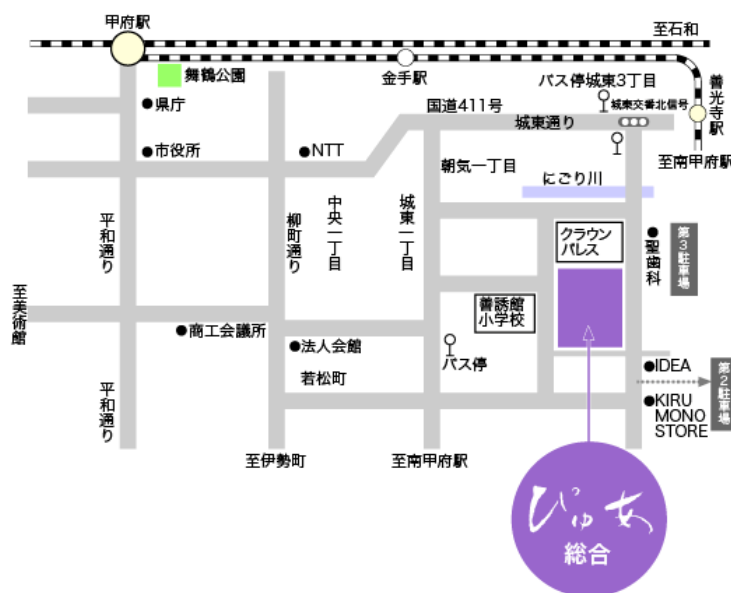 甲府駅
至石和
舞鶴公園
金手駅
バス停城東3丁目
善光寺駅
県庁
国道411号
城東交番北信号
城東通り
市役所
NTT
朝気一丁目
至南甲府駅
にごり川
平和通り
柳町通り
中央一丁目
城東一丁目
クラウン
パレス
聖歯科
第3駐車場
至美術館
善誘館
小学校
商工会議所
法人会館
バス停
若松町
IDEA
第2駐車場
平和通り
KIRU
MONO
STORE
至伊勢町
至南甲府駅
ぴゅあ
総合